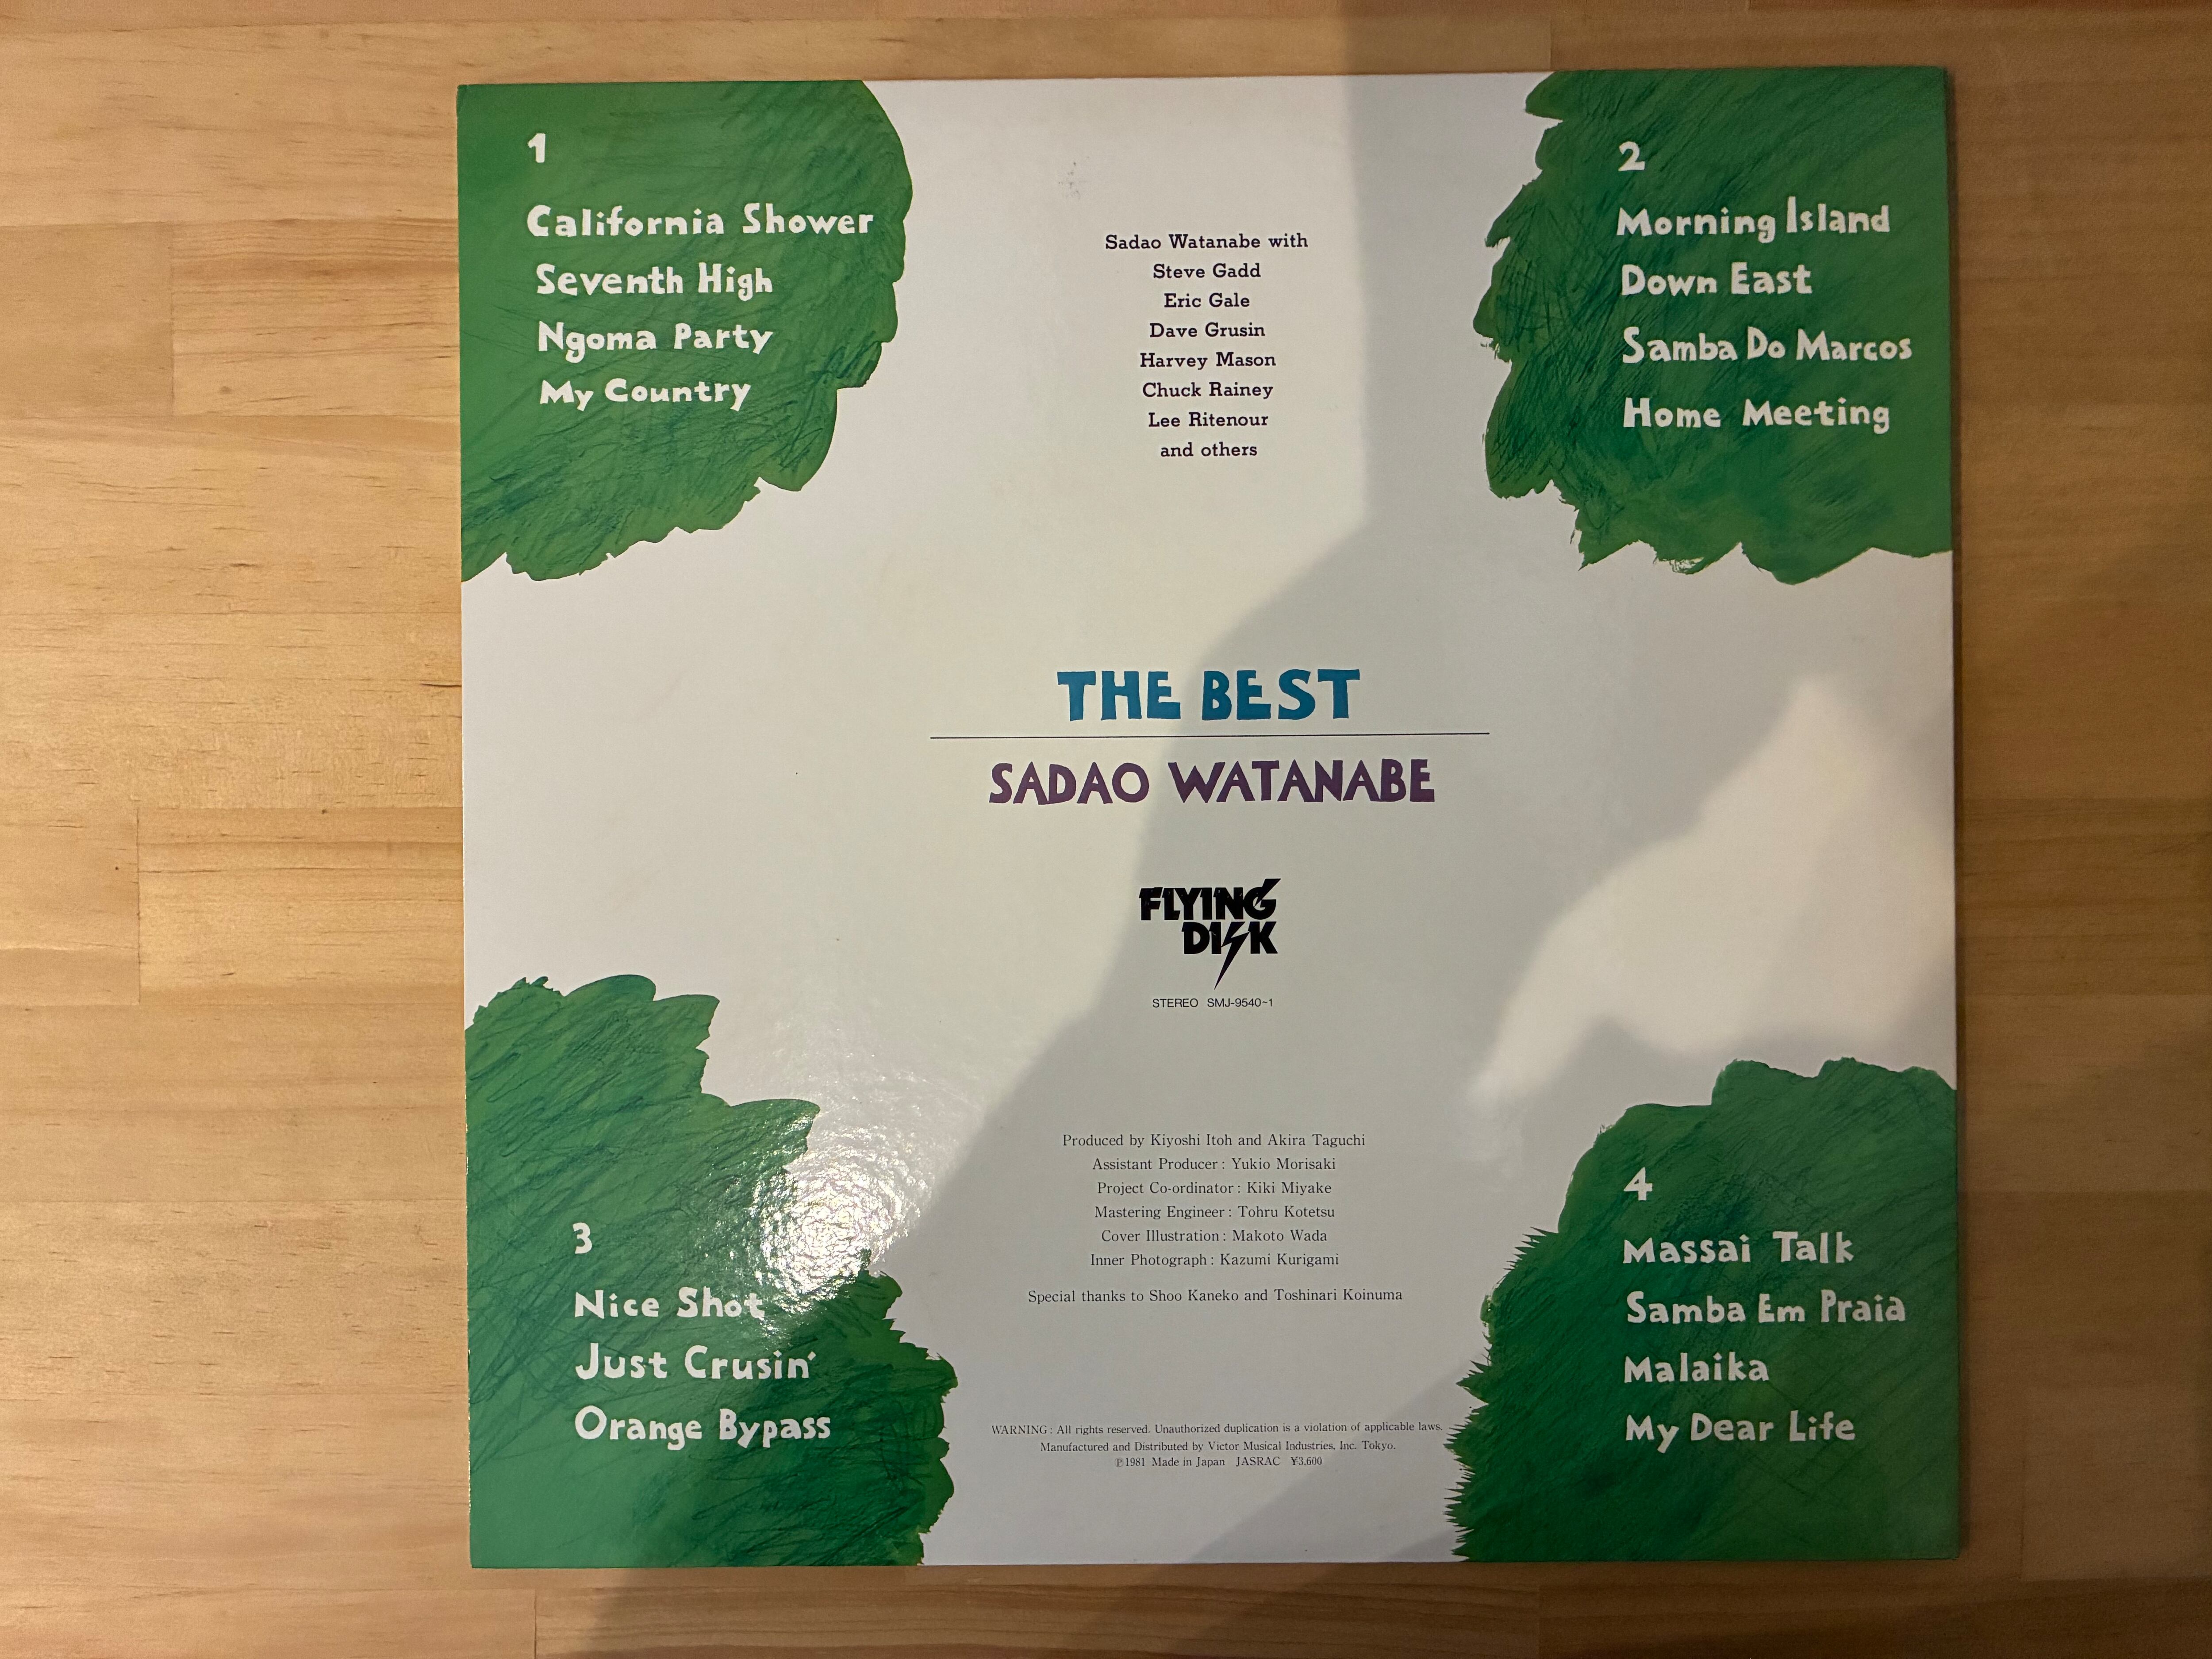 1
California Shower
Seventh High
Ngoma Party
My Country
Sadao Watanabe with
Steve Gadd
Eric Gale
Dave Grusin
Harvey Mason
Chuck Rainey
Lee Ritenour
and others
2
Morning Island
Down East
Samba Do Marcos
Home Meeting
THE BEST
SADAO WATANABE
FLYING
DISK
STEREO SMJ-9540~1
3
Nice Shot
Just Crusin'
Orange Bypass
Produced by Kiyoshi Itoh and Akira Taguchi
Assistant Producer : Yukio Morisaki
Project Co-ordinator : Kiki Miyake
Mastering Engineer : Tohru Kotetsu
Cover Illustration : Makoto Wada
Inner Photograph : Kazumi Kurigami
Special thanks to Shoo Kaneko and Toshinari Koinuma
WARNING : All rights reserved. Unauthorized duplication is a violation of applicable laws.
Manufactured and Distributed by Victor Musical Industries, Inc. Tokyo.
℗1981 Made in Japan JASRAC ¥3,600
4
Massai Talk
Samba Em Praia
Malaika
My Dear Life